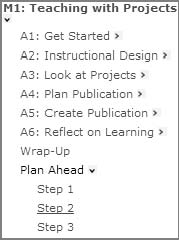 M1: Teaching with Projects
A1: Get Started
A2: Instructional Design
A3: Look at Projects
A4: Plan Publication
A5: Create Publication
A6: Reflect on Learning
Wrap-Up
Plan Ahead
Step 1
Step 2
Step 3